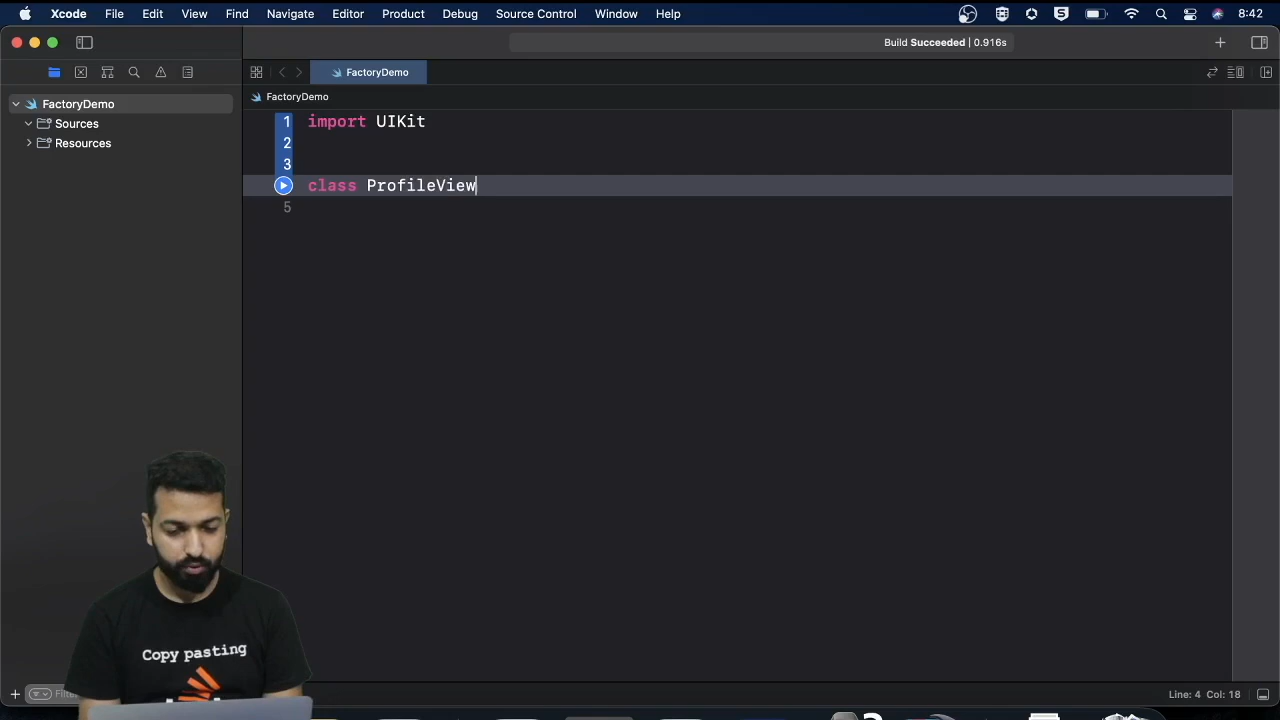 Xcode File Edit View Find Navigate Editor Product Debug Source Control Window Help 8:42
Build Succeeded | 0.916s
FactoryDemo
FactoryDemo FactoryDemo
Sources
Resources
1 import UIKit
2
3
class ProfileView
5
Copy pasting
Line: 4 Col: 18